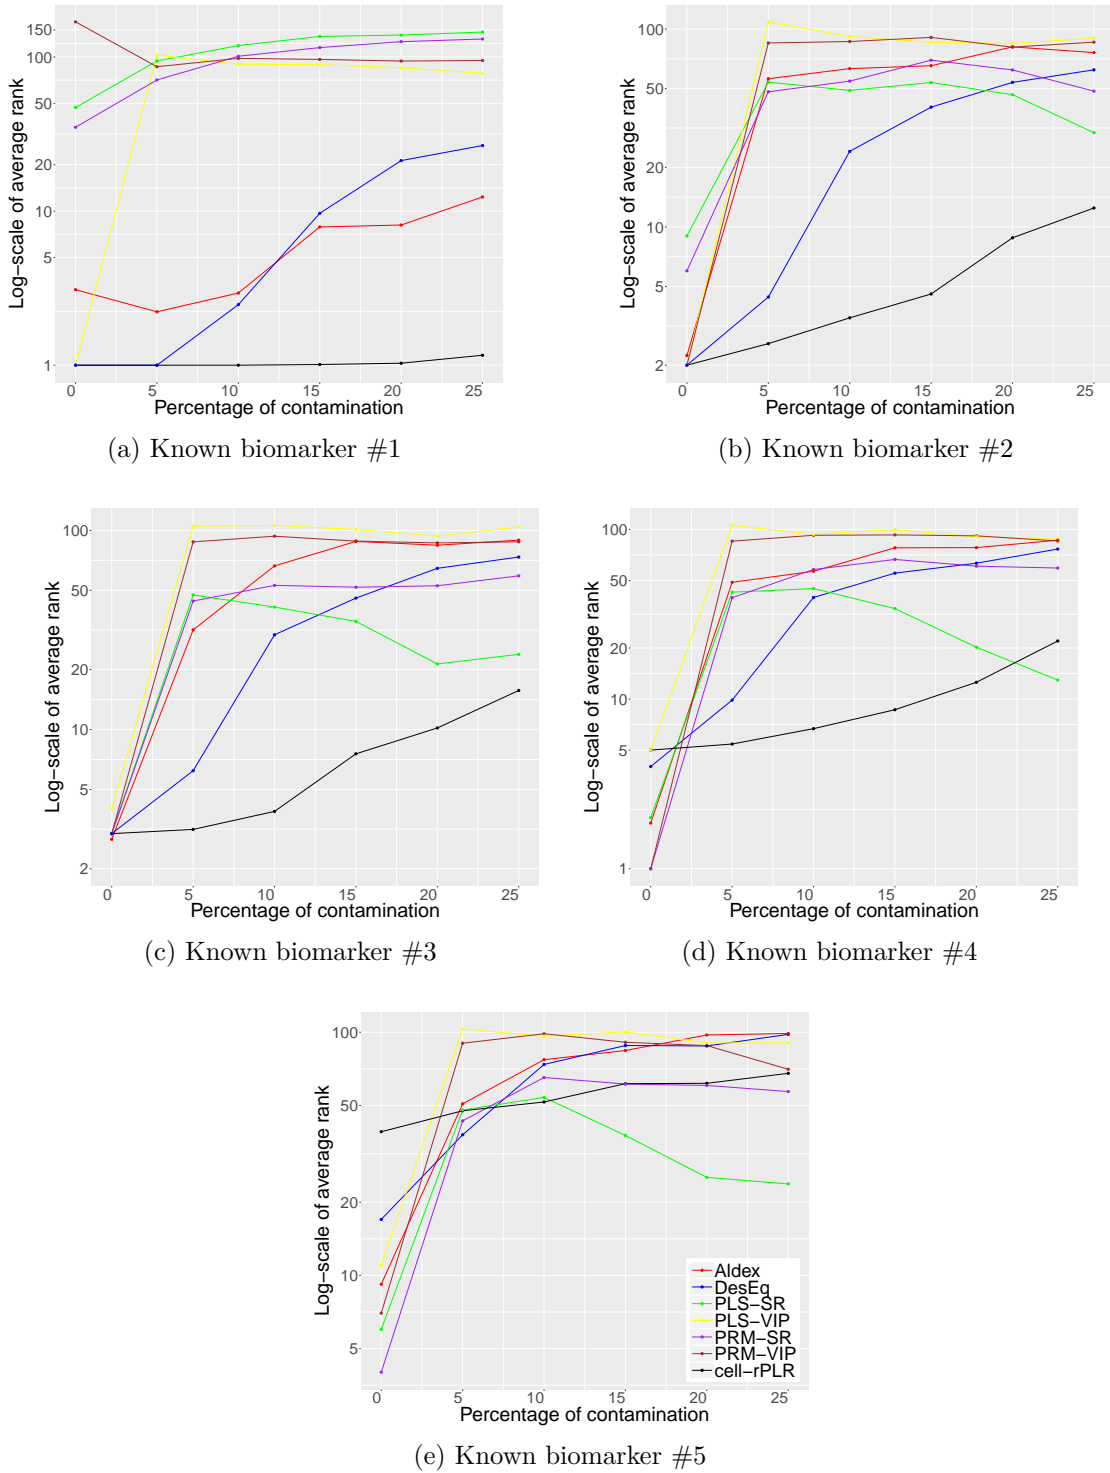 150
100
50
20
10
5
1
Log−scale of average rank
0 5 10 15 20 25
Percentage of contamination
(a) Known biomarker #1
100
50
20
10
5
2
Log−scale of average rank
0 5 10 15 20 25
Percentage of contamination
(b) Known biomarker #2
100
50
20
10
5
2
Log−scale of average rank
0 5 10 15 20 25
Percentage of contamination
(c) Known biomarker #3
100
50
20
10
5
1
Log−scale of average rank
0 5 10 15 20 25
Percentage of contamination
(d) Known biomarker #4
100
50
20
10
5
Log−scale of average rank
Aldex
DesEq
PLS−SR
PLS−VIP
PRM−SR
PRM−VIP
cell−rPLR
0 5 10 15 20 25
Percentage of contamination
(e) Known biomarker #5